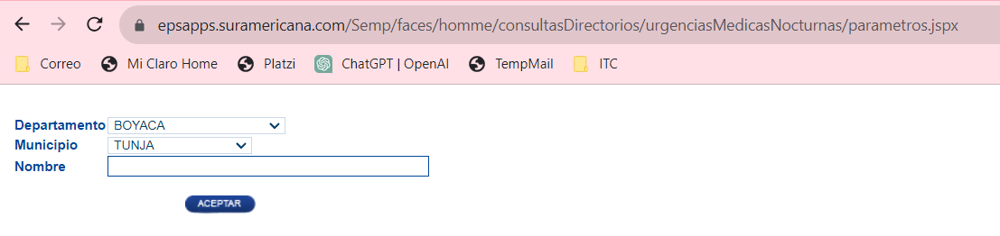 epsapps.suramericana.com/Semp/faces/homme/consultasDirectorios/urgenciasMedicasNocturnas/parametros.jspx
Correo Mi Claro Home Platzi ChatGPT | OpenAI TempMail ITC
Departamento BOYACA
Municipio TUNJA
Nombre
ACEPTAR